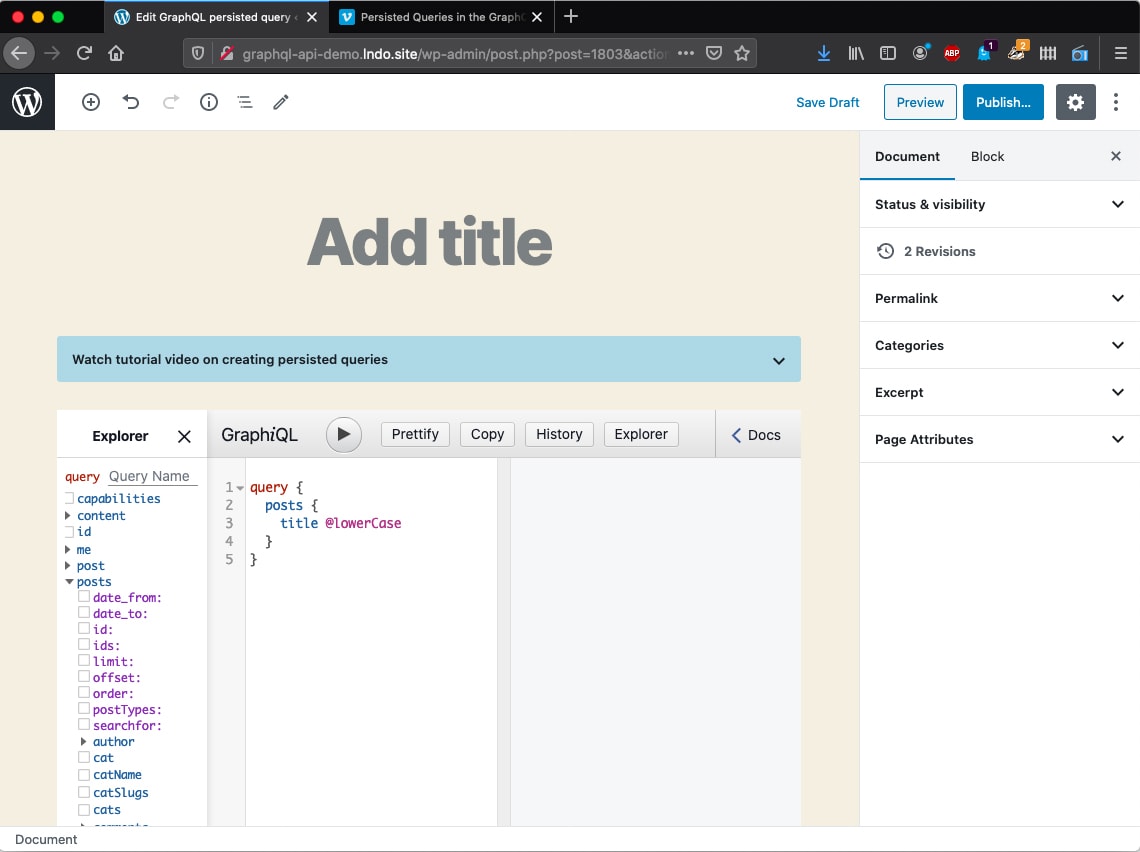 Edit GraphQL persisted query
Persisted Queries in the Graph
graphql-api-demo.lndo.site/wp-admin/post.php?post=1803&action
ABP
1
2
Save Draft
Preview
Publish...
Document
Block
Add title
Status & visibility
2 Revisions
Permalink
Categories
Excerpt
Page Attributes
Watch tutorial video on creating persisted queries
Explorer
GraphiQL
Prettify
Copy
History
Explorer
Docs
query Query Name
capabilities
content
id
me
post
posts
date_from:
date_to:
id:
ids:
limit:
offset:
order:
postTypes:
searchfor:
author
cat
catName
catSlugs
cats
1 query {
2 posts {
3 title @lowerCase
4 }
5 }
Document